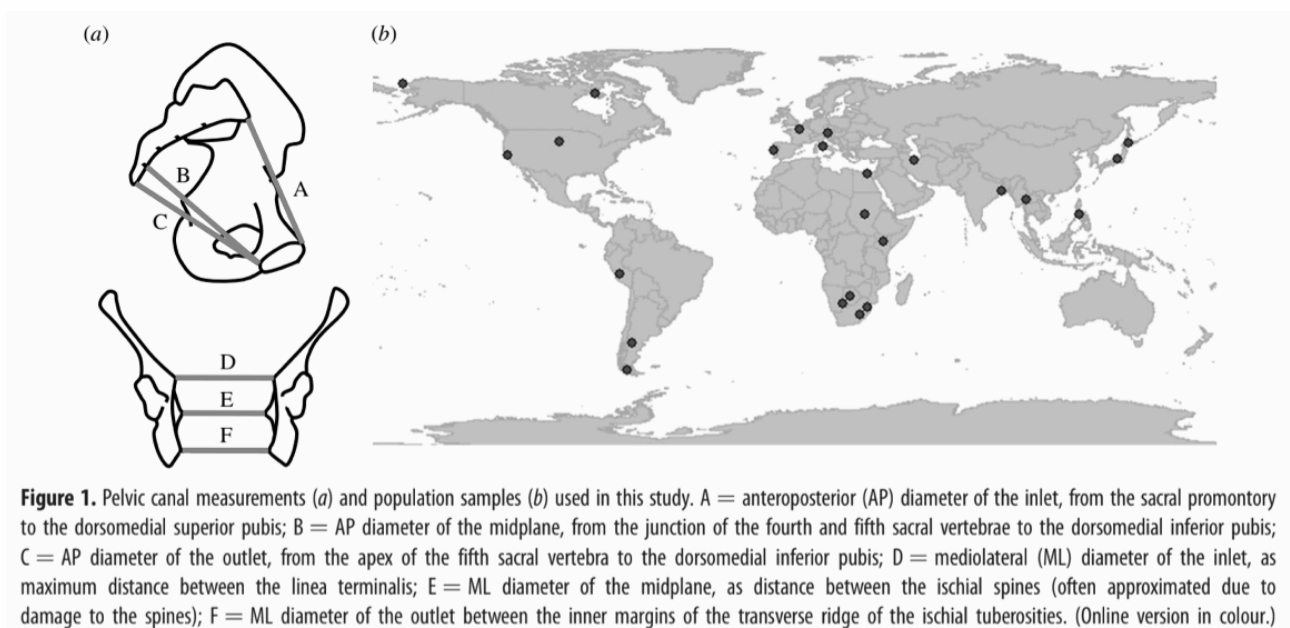 (a)
(b)
B
A
C
D
E
F
Figure 1. Pelvic canal measurements (a) and population samples (b) used in this study. A = anteroposterior (AP) diameter of the inlet, from the sacral promontory
to the dorsomedial superior pubis; B = AP diameter of the midplane, from the junction of the fourth and fifth sacral vertebrae to the dorsomedial inferior pubis;
C = AP diameter of the outlet, from the apex of the fifth sacral vertebra to the dorsomedial inferior pubis; D = mediolateral (ML) diameter of the inlet, as
maximum distance between the linea terminalis; E = ML diameter of the midplane, as distance between the ischial spines (often approximated due to
damage to the spines); F = ML diameter of the outlet between the inner margins of the transverse ridge of the ischial tuberosities. (Online version in colour.)